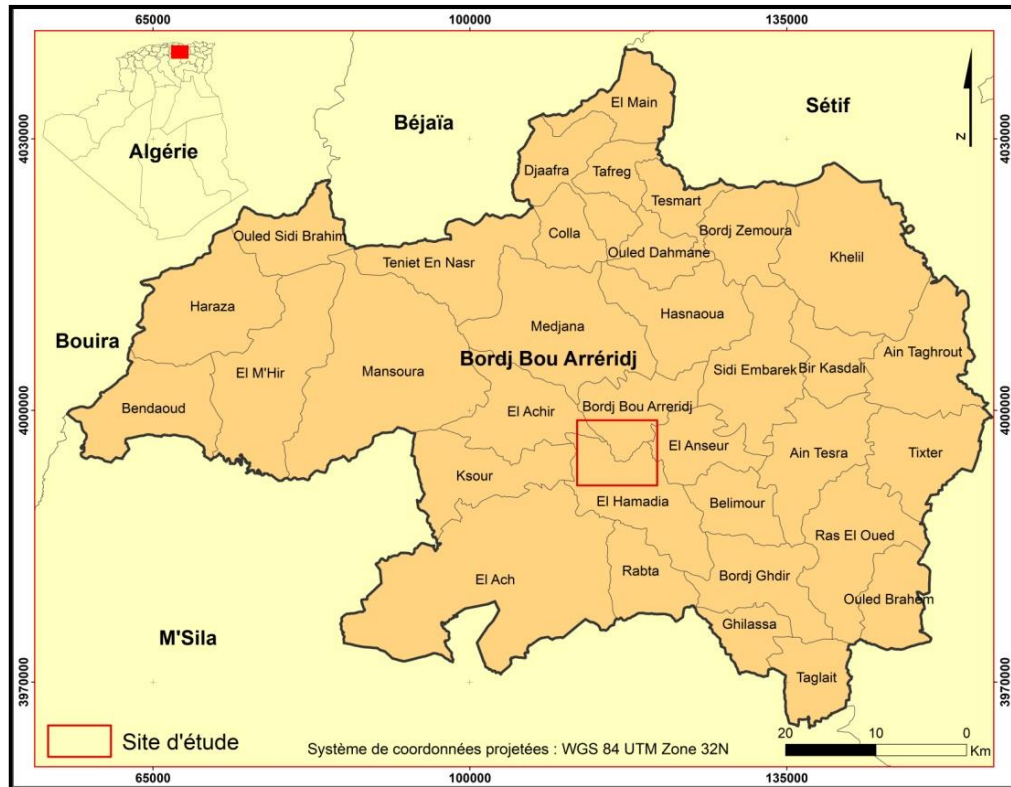 65000
100000
135000
El Main
Sétif
Béjaïa
4030000
4030000
Algérie
Djaafra
Tafreg
Z
Tesmart
Ouled Sidi Brahim
Colla
Bordj Zemoura
Teniet En Nasr
Ouled Dahmane
Khelil
Haraza
Hasnaoua
Medjana
Bouira
Ain Taghrout
Bordj Bou Arréridj
Mansoura
El M'Hir
Sidi Embarek
Bir Kasdali
Bendaoud
El Achir
Bordj Bou Arreridj
4000000
4000000
El Anseur
Ain Tesra
Tixter
Ksour
El Hamadia
Belimour
Ras El Oued
El Ach
Rabta
Bordj Ghdir
Ouled Brahem
Ghilassa
M'Sila
Taglait
3970000
3970000
Site d'étude
Système de coordonnées projetées : WGS 84 UTM Zone 32N
20
10
0
Km
65000
100000
135000